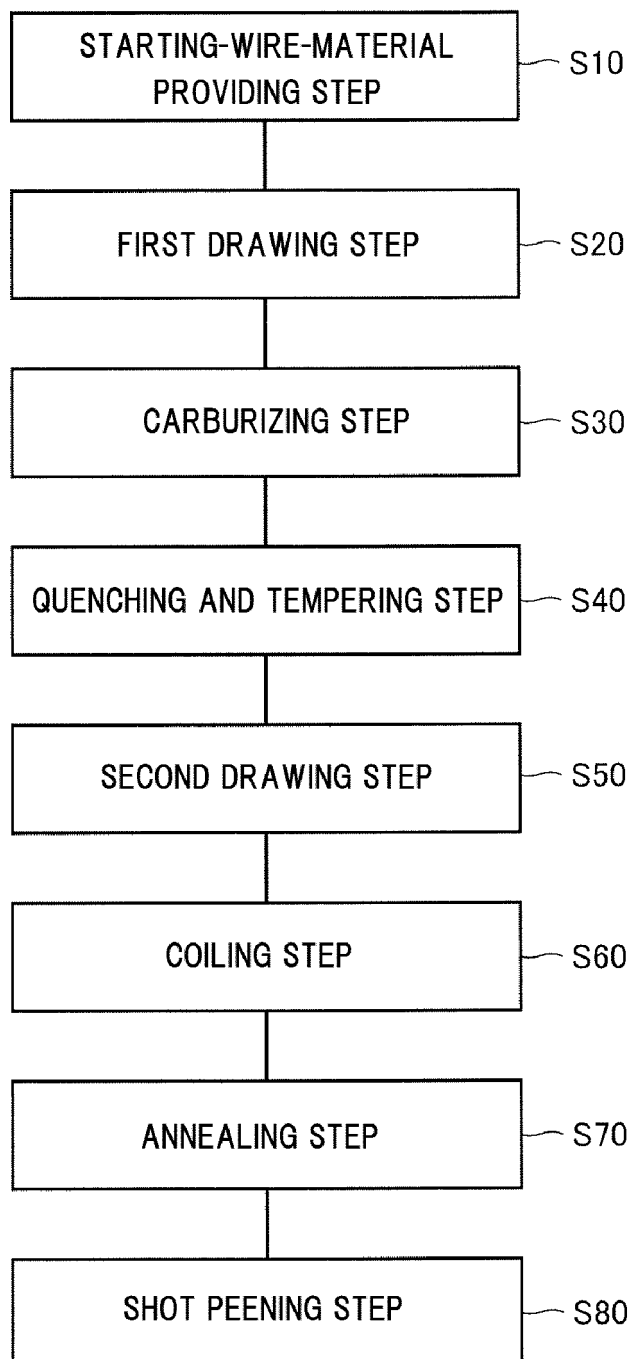 STARTING-WIRE-MATERIAL
PROVIDING STEP
S10
FIRST DRAWING STEP
S20
CARBURIZING STEP
S30
QUENCHING AND TEMPERING STEP
S40
SECOND DRAWING STEP
S50
COILING STEP
S60
ANNEALING STEP
S70
SHOT PEENING STEP
S80